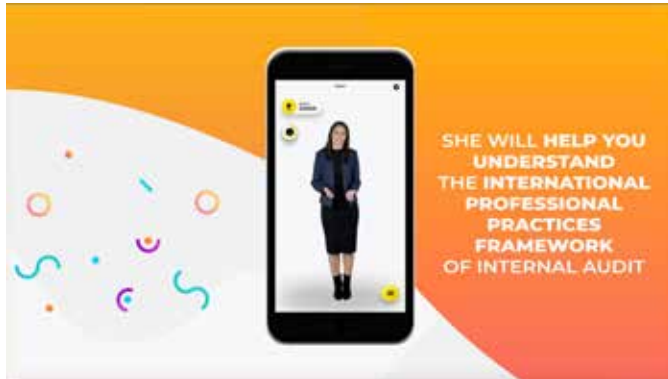 SHE WILL HELP YOU
UNDERSTAND
THE INTERNATIONAL
PROFESSIONAL
PRACTICES
FRAMEWORK
OF INTERNAL AUDIT